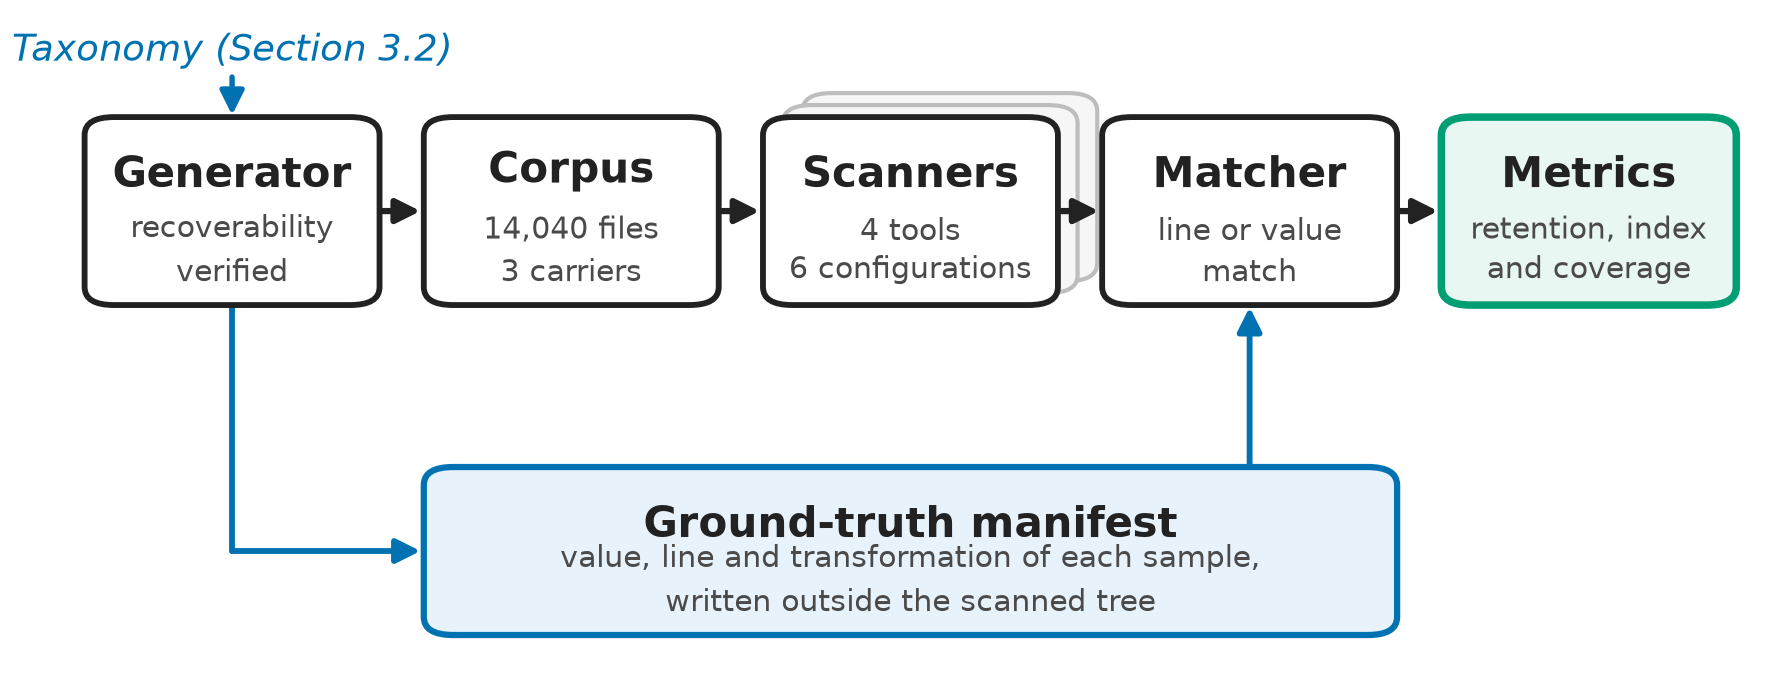 Taxonomy (Section 3.2)
Generator
recoverability
verified
Corpus
14,040 files
3 carriers
Scanners
4 tools
6 configurations
Matcher
line or value
match
Metrics
retention, index
and coverage
Ground-truth manifest
value, line and transformation of each sample,
written outside the scanned tree